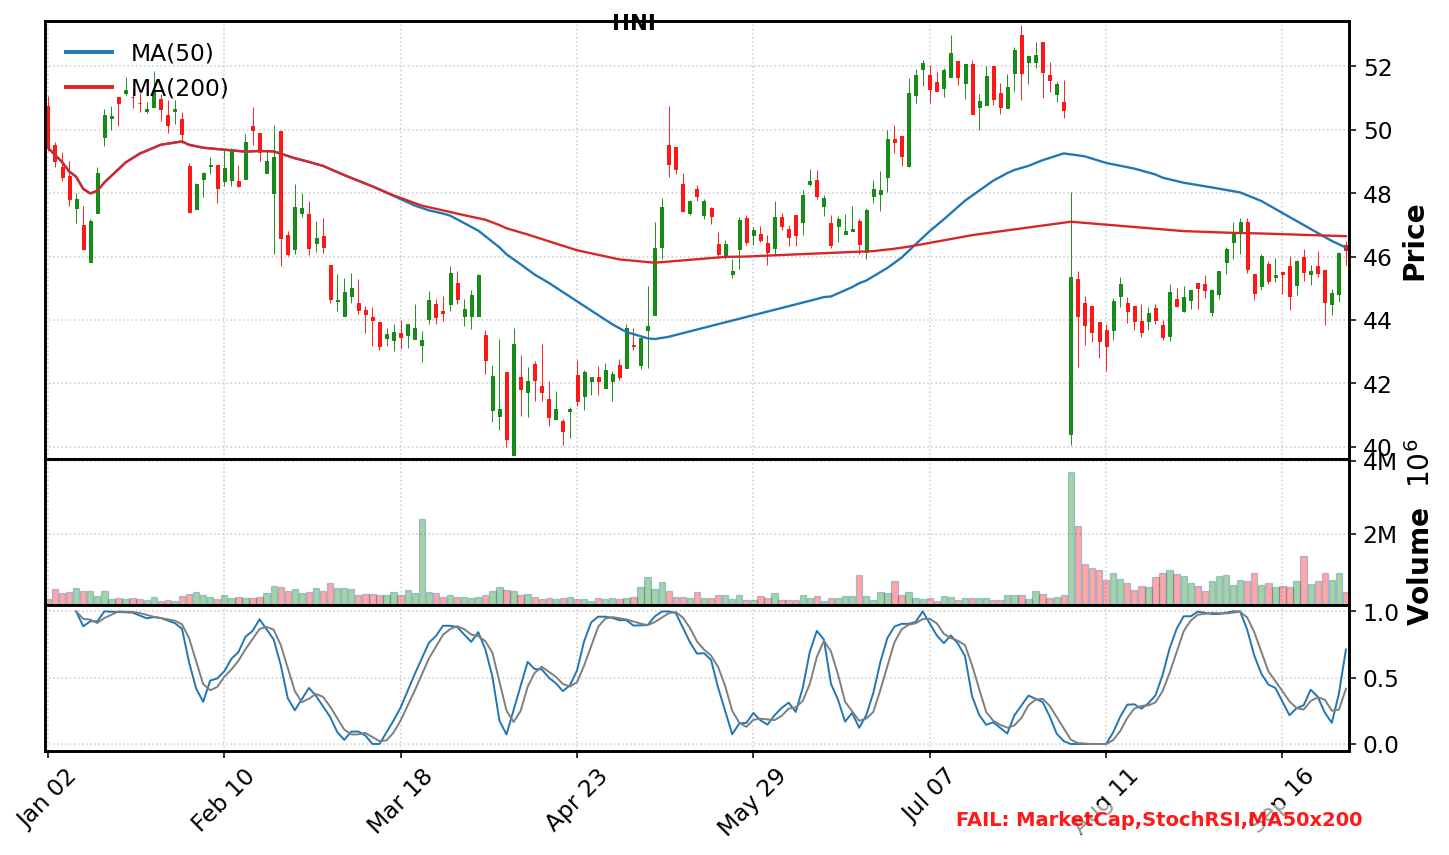 HNI
MA(50)
MA(200)
52
50
48
46
44
42
40
Price
4M
2M
Volume 10^6
1.0
0.5
0.0
Jan 02
Feb 10
Mar 18
Apr 23
May 29
Jul 07
Aug 11
Sep 16
FAIL: MarketCap,StochRSI,MA50x200